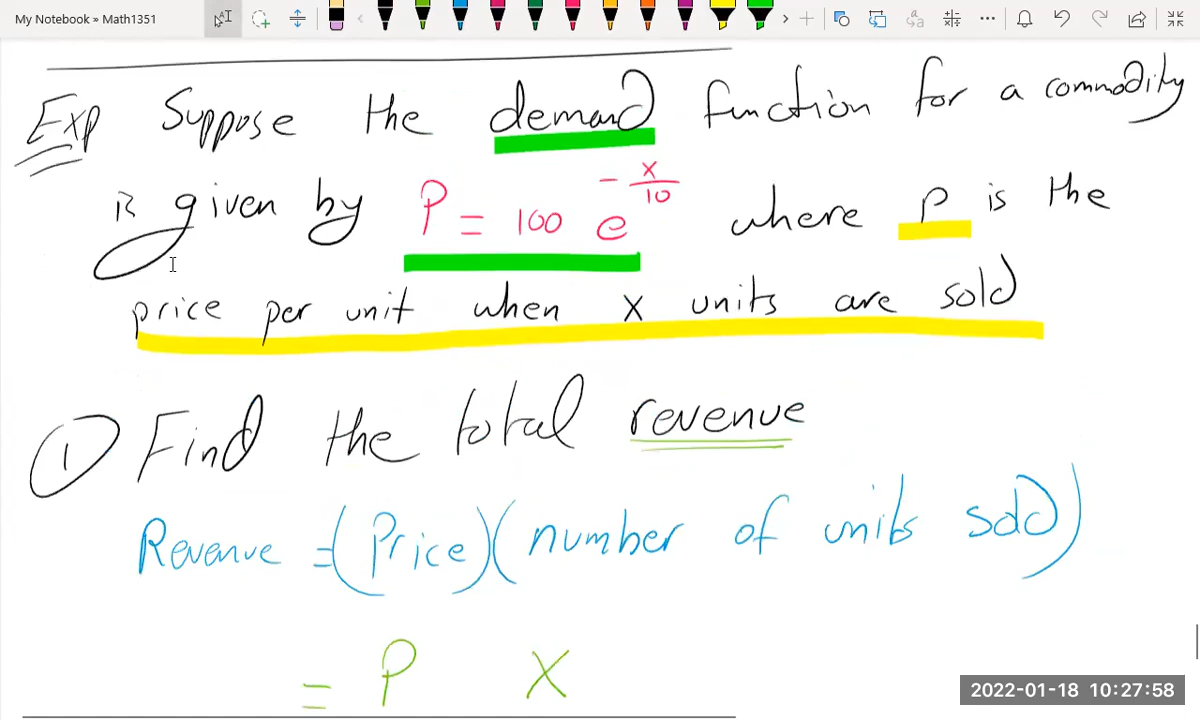 My Notebook » Math1351
Exp Suppose the demand function for a commodity
is given by P = 100 e^{-x/10} where p is the
price per unit when x units are sold
① Find the total revenue
Revenue = (Price)(number of units sold)
= P x
2022-01-18 10:27:58